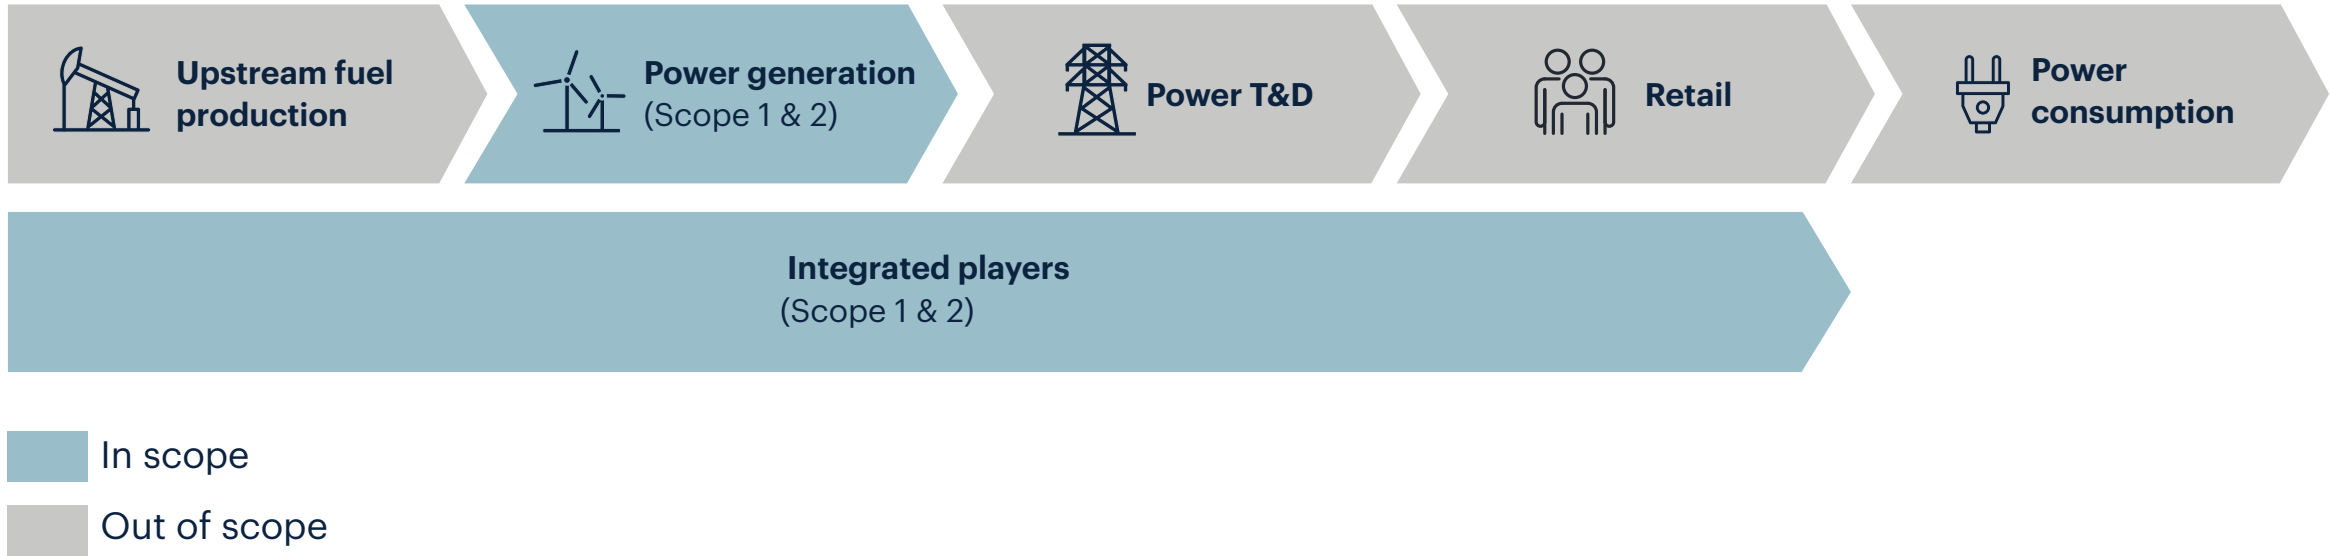 Upstream fuel
production
Power generation
(Scope 1 & 2)
Power T&D
Retail
Power
consumption
Integrated players
(Scope 1 & 2)
In scope
Out of scope